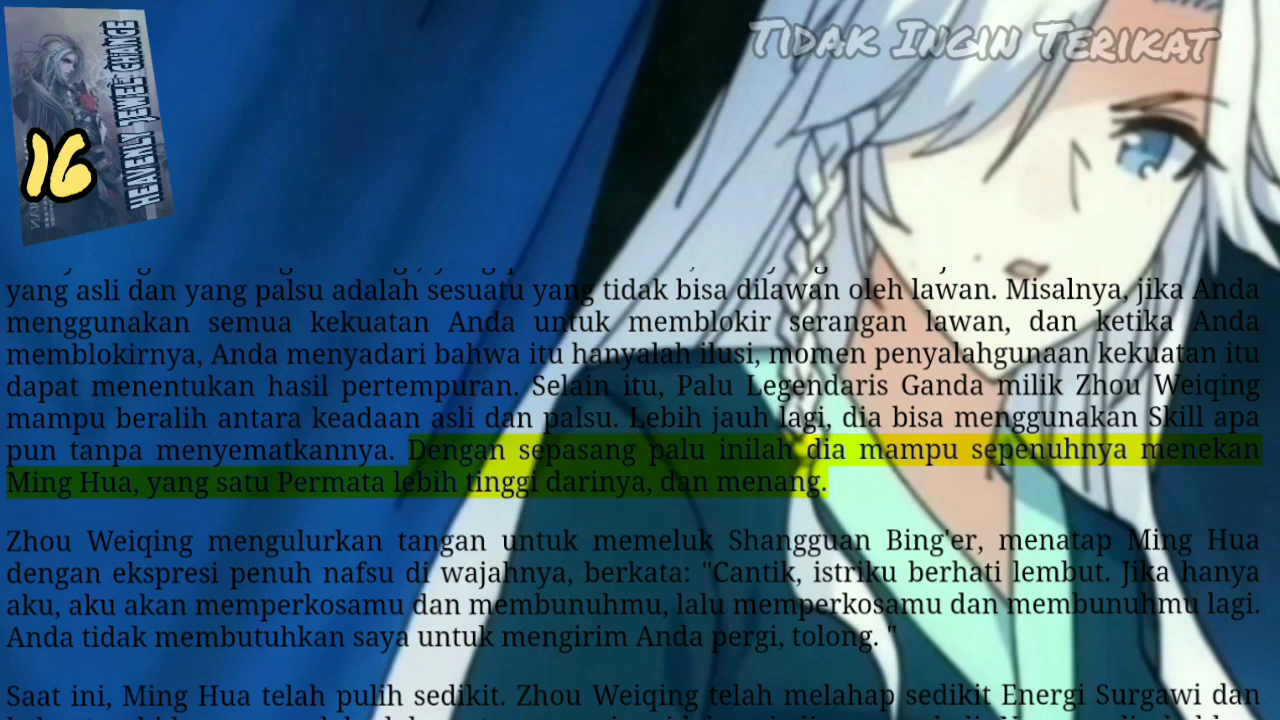 Tidak Ingin Terikat
HEAVENLY JEWEL CHANGE
16
yang asli dan yang palsu adalah sesuatu yang tidak bisa dilawan oleh lawan. Misalnya, jika Anda
menggunakan semua kekuatan Anda untuk memblokir serangan lawan, dan ketika Anda
memblokirnya, Anda menyadari bahwa itu hanyalah ilusi, momen penyalahgunaan kekuatan itu
dapat menentukan hasil pertempuran. Selain itu, Palu Legendaris Ganda milik Zhou Weiqing
mampu beralih antara keadaan asli dan palsu. Lebih jauh lagi, dia bisa menggunakan Skill apa
pun tanpa menyematkannya. Dengan sepasang palu inilah dia mampu sepenuhnya menekan
Ming Hua, yang satu Permata lebih tinggi darinya, dan menang.
Zhou Weiqing mengulurkan tangan untuk memeluk Shangguan Bing'er, menatap Ming Hua
dengan ekspresi penuh nafsu di wajahnya, berkata: "Cantik, istriku berhati lembut. Jika hanya
aku, aku akan memperkosamu dan membunuhmu, lalu memperkosamu dan membunuhmu lagi.
Anda tidak membutuhkan saya untuk mengirim Anda pergi, tolong. "
Saat ini, Ming Hua telah pulih sedikit. Zhou Weiqing telah melahap sedikit Energi Surgawi dan